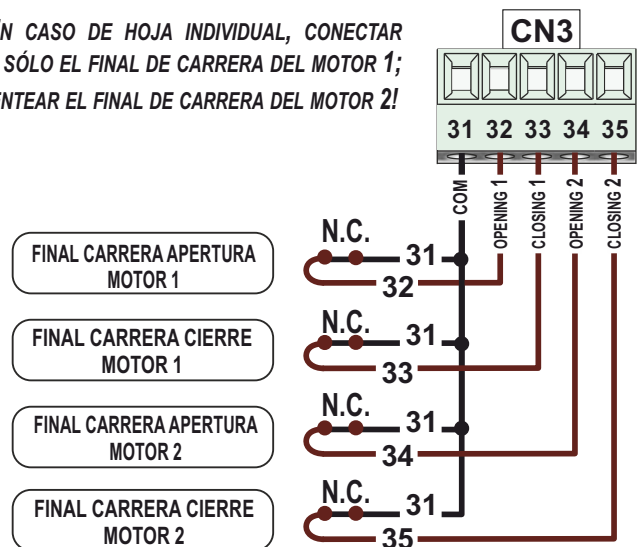 CASO DE HOJA INDIVIDUAL, CONECTAR
SÓLO EL FINAL DE CARRERA DEL MOTOR 1;
EL FINAL DE CARRERA DEL MOTOR 2!
CN3
31 32 33 34 35
COM
OPENING 1
CLOSING 1
OPENING 2
CLOSING 2
FINAL CARRERA APERTURA
MOTOR 1
N.C.
31
32
FINAL CARRERA CIERRE
MOTOR 1
N.C.
31
33
FINAL CARRERA APERTURA
MOTOR 2
N.C.
31
34
FINAL CARRERA CIERRE
MOTOR 2
N.C.
31
35